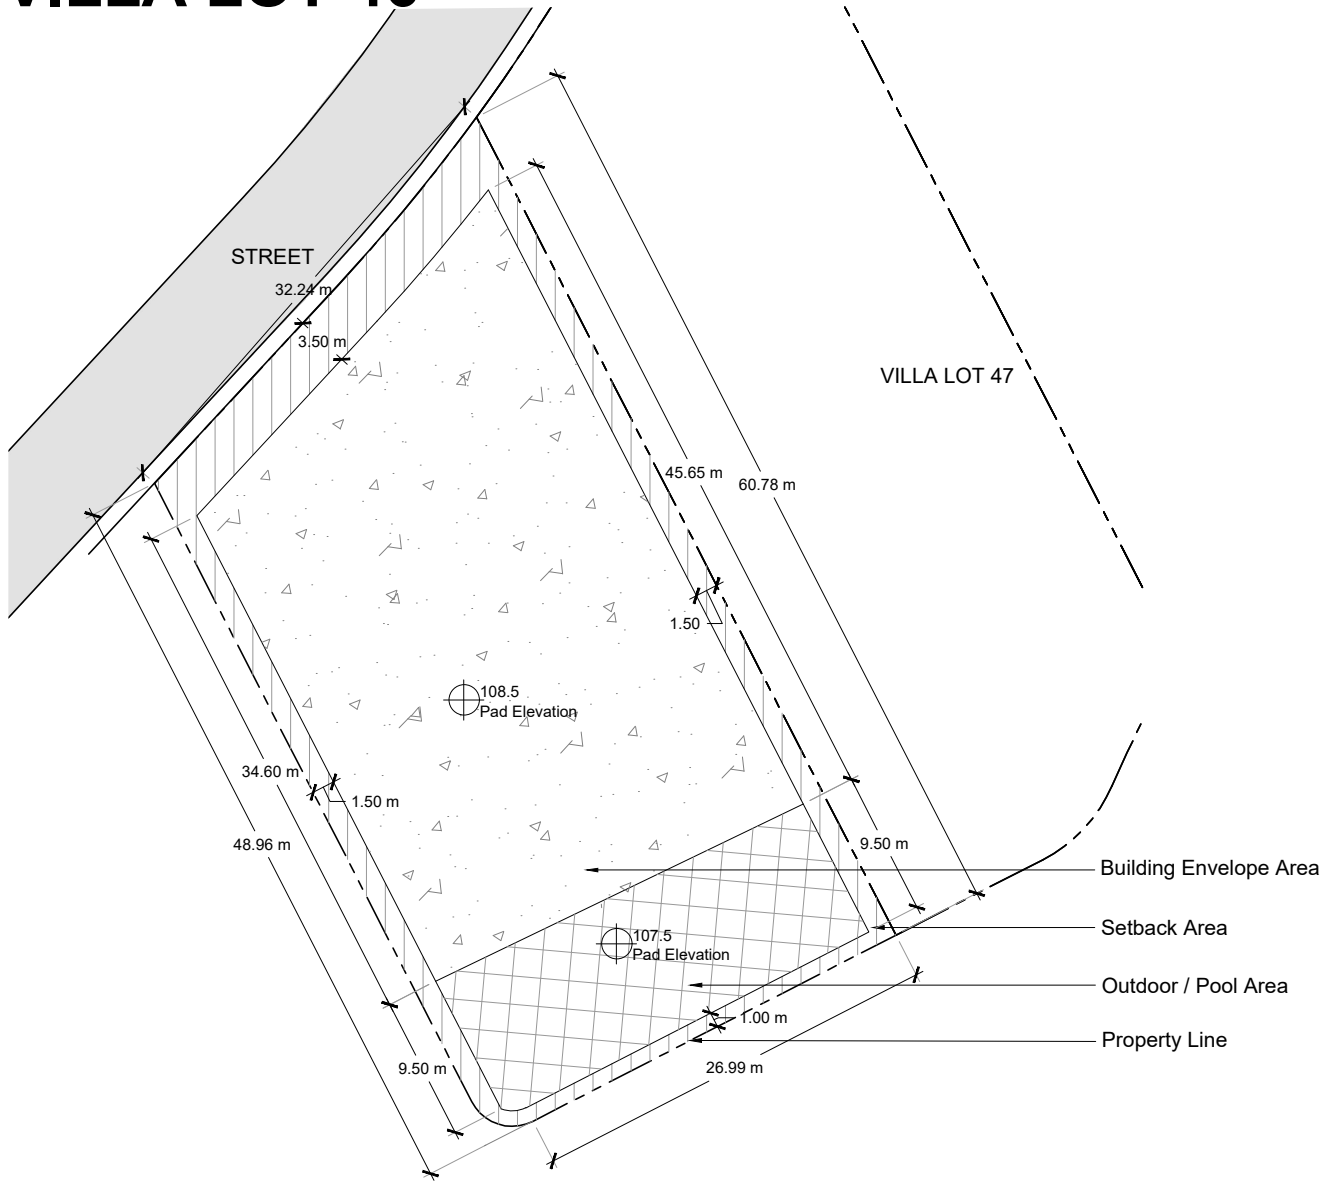 VILLA LOT
STREET
32.24 m
3.50 m
VILLA LOT 47
45.65 m
60.78 m
1.50
108.5
Pad Elevation
34.60 m
1.50 m
48.96 m
9.50 m
Building Envelope Area
Setback Area
107.5
Pad Elevation
Outdoor / Pool Area
1.00 m
Property Line
9.50 m
26.99 m